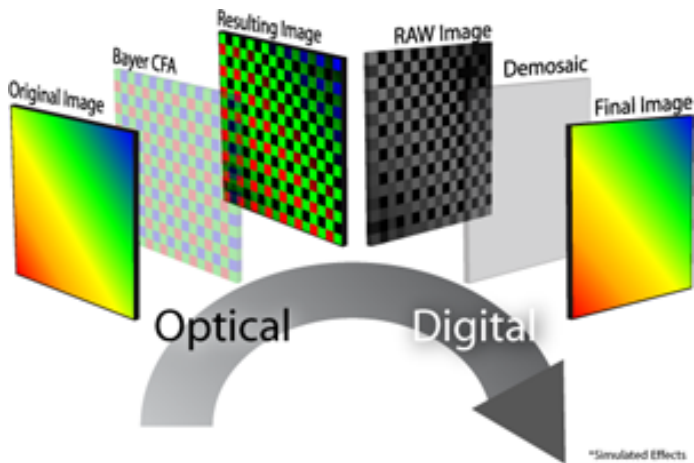 Original Image
Bayer CFA
Resulting Image
RAW Image
Demosaic
Final Image
Optical
Digital
*Simulated Effects